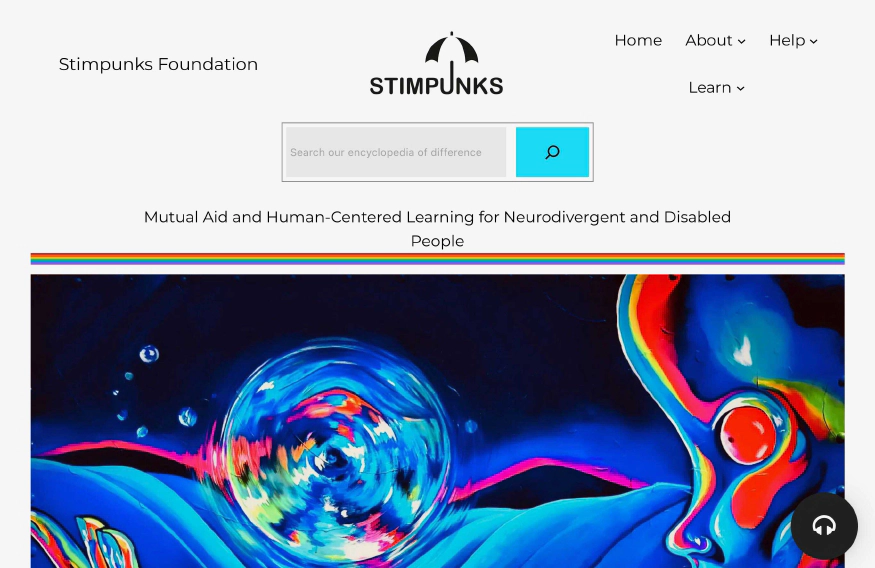 Stimpunks Foundation
STIMPUNKS
Home About Help
Learn
Search our encyclopedia of difference
Mutual Aid and Human-Centered Learning for Neurodivergent and Disabled
People